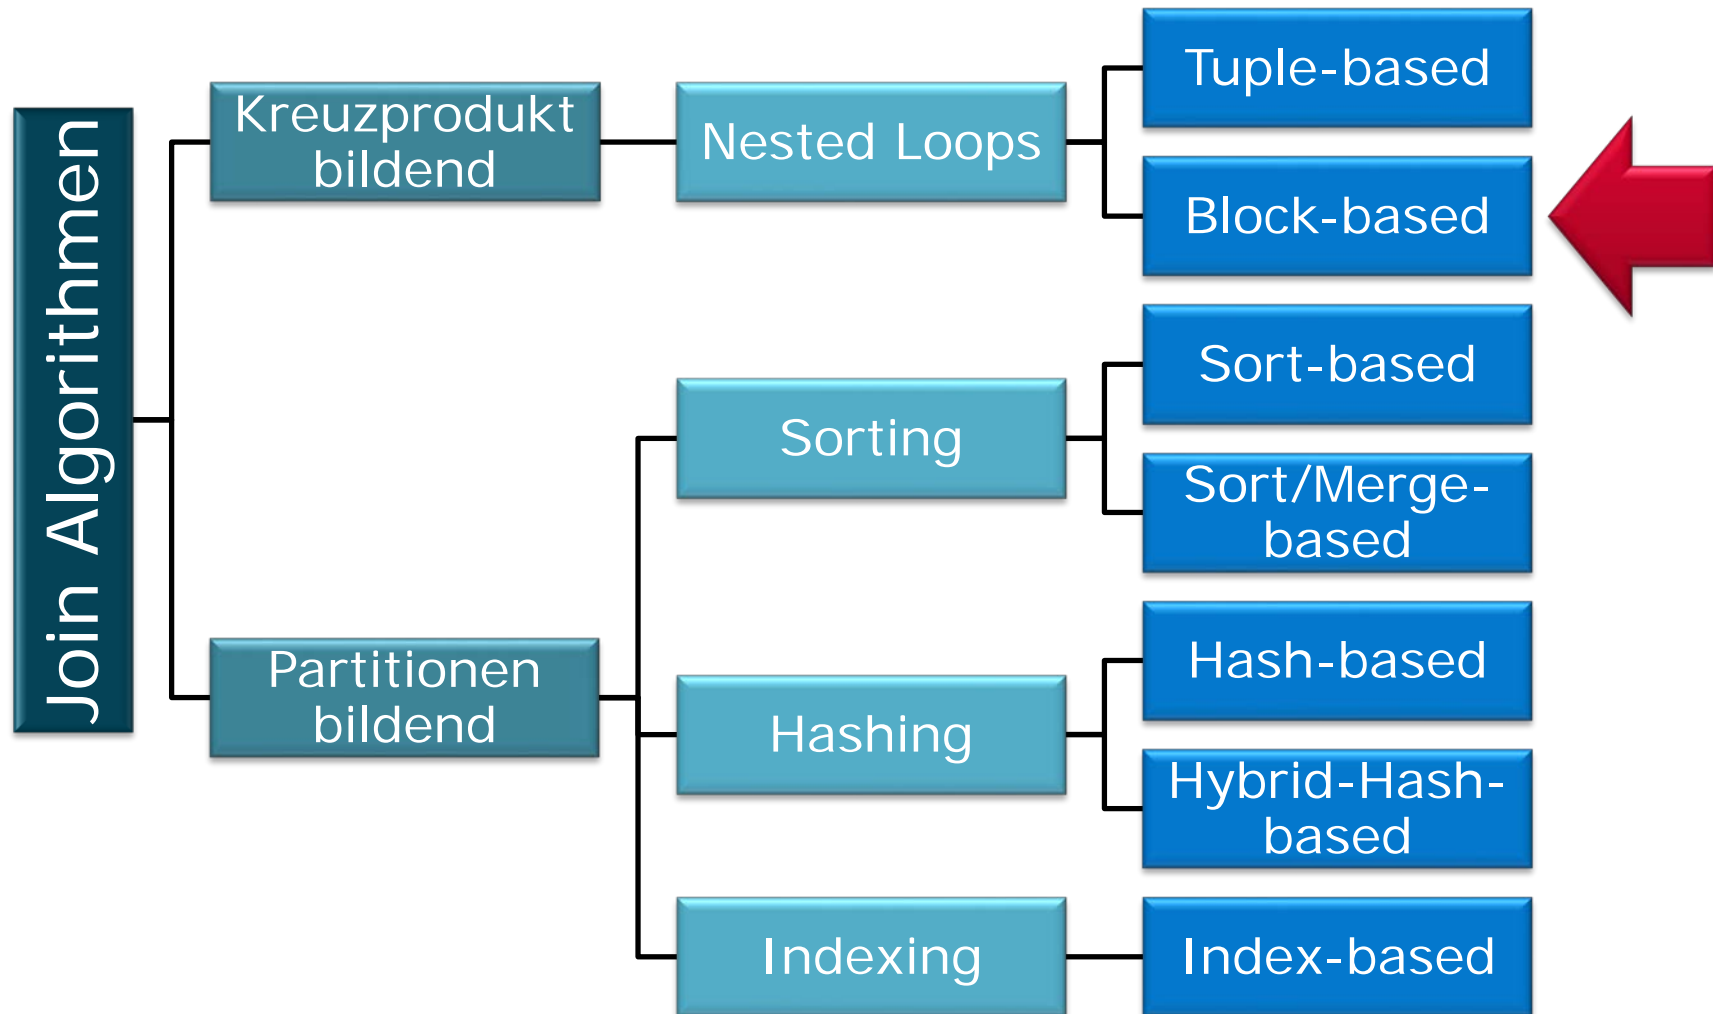 Join Algorithmen
Kreuzprodukt
bildend
Nested Loops
Tuple-based
Block-based
Partitionen
bildend
Sorting
Sort-based
Sort/Merge-
based
Hashing
Hash-based
Hybrid-Hash-
based
Indexing
Index-based